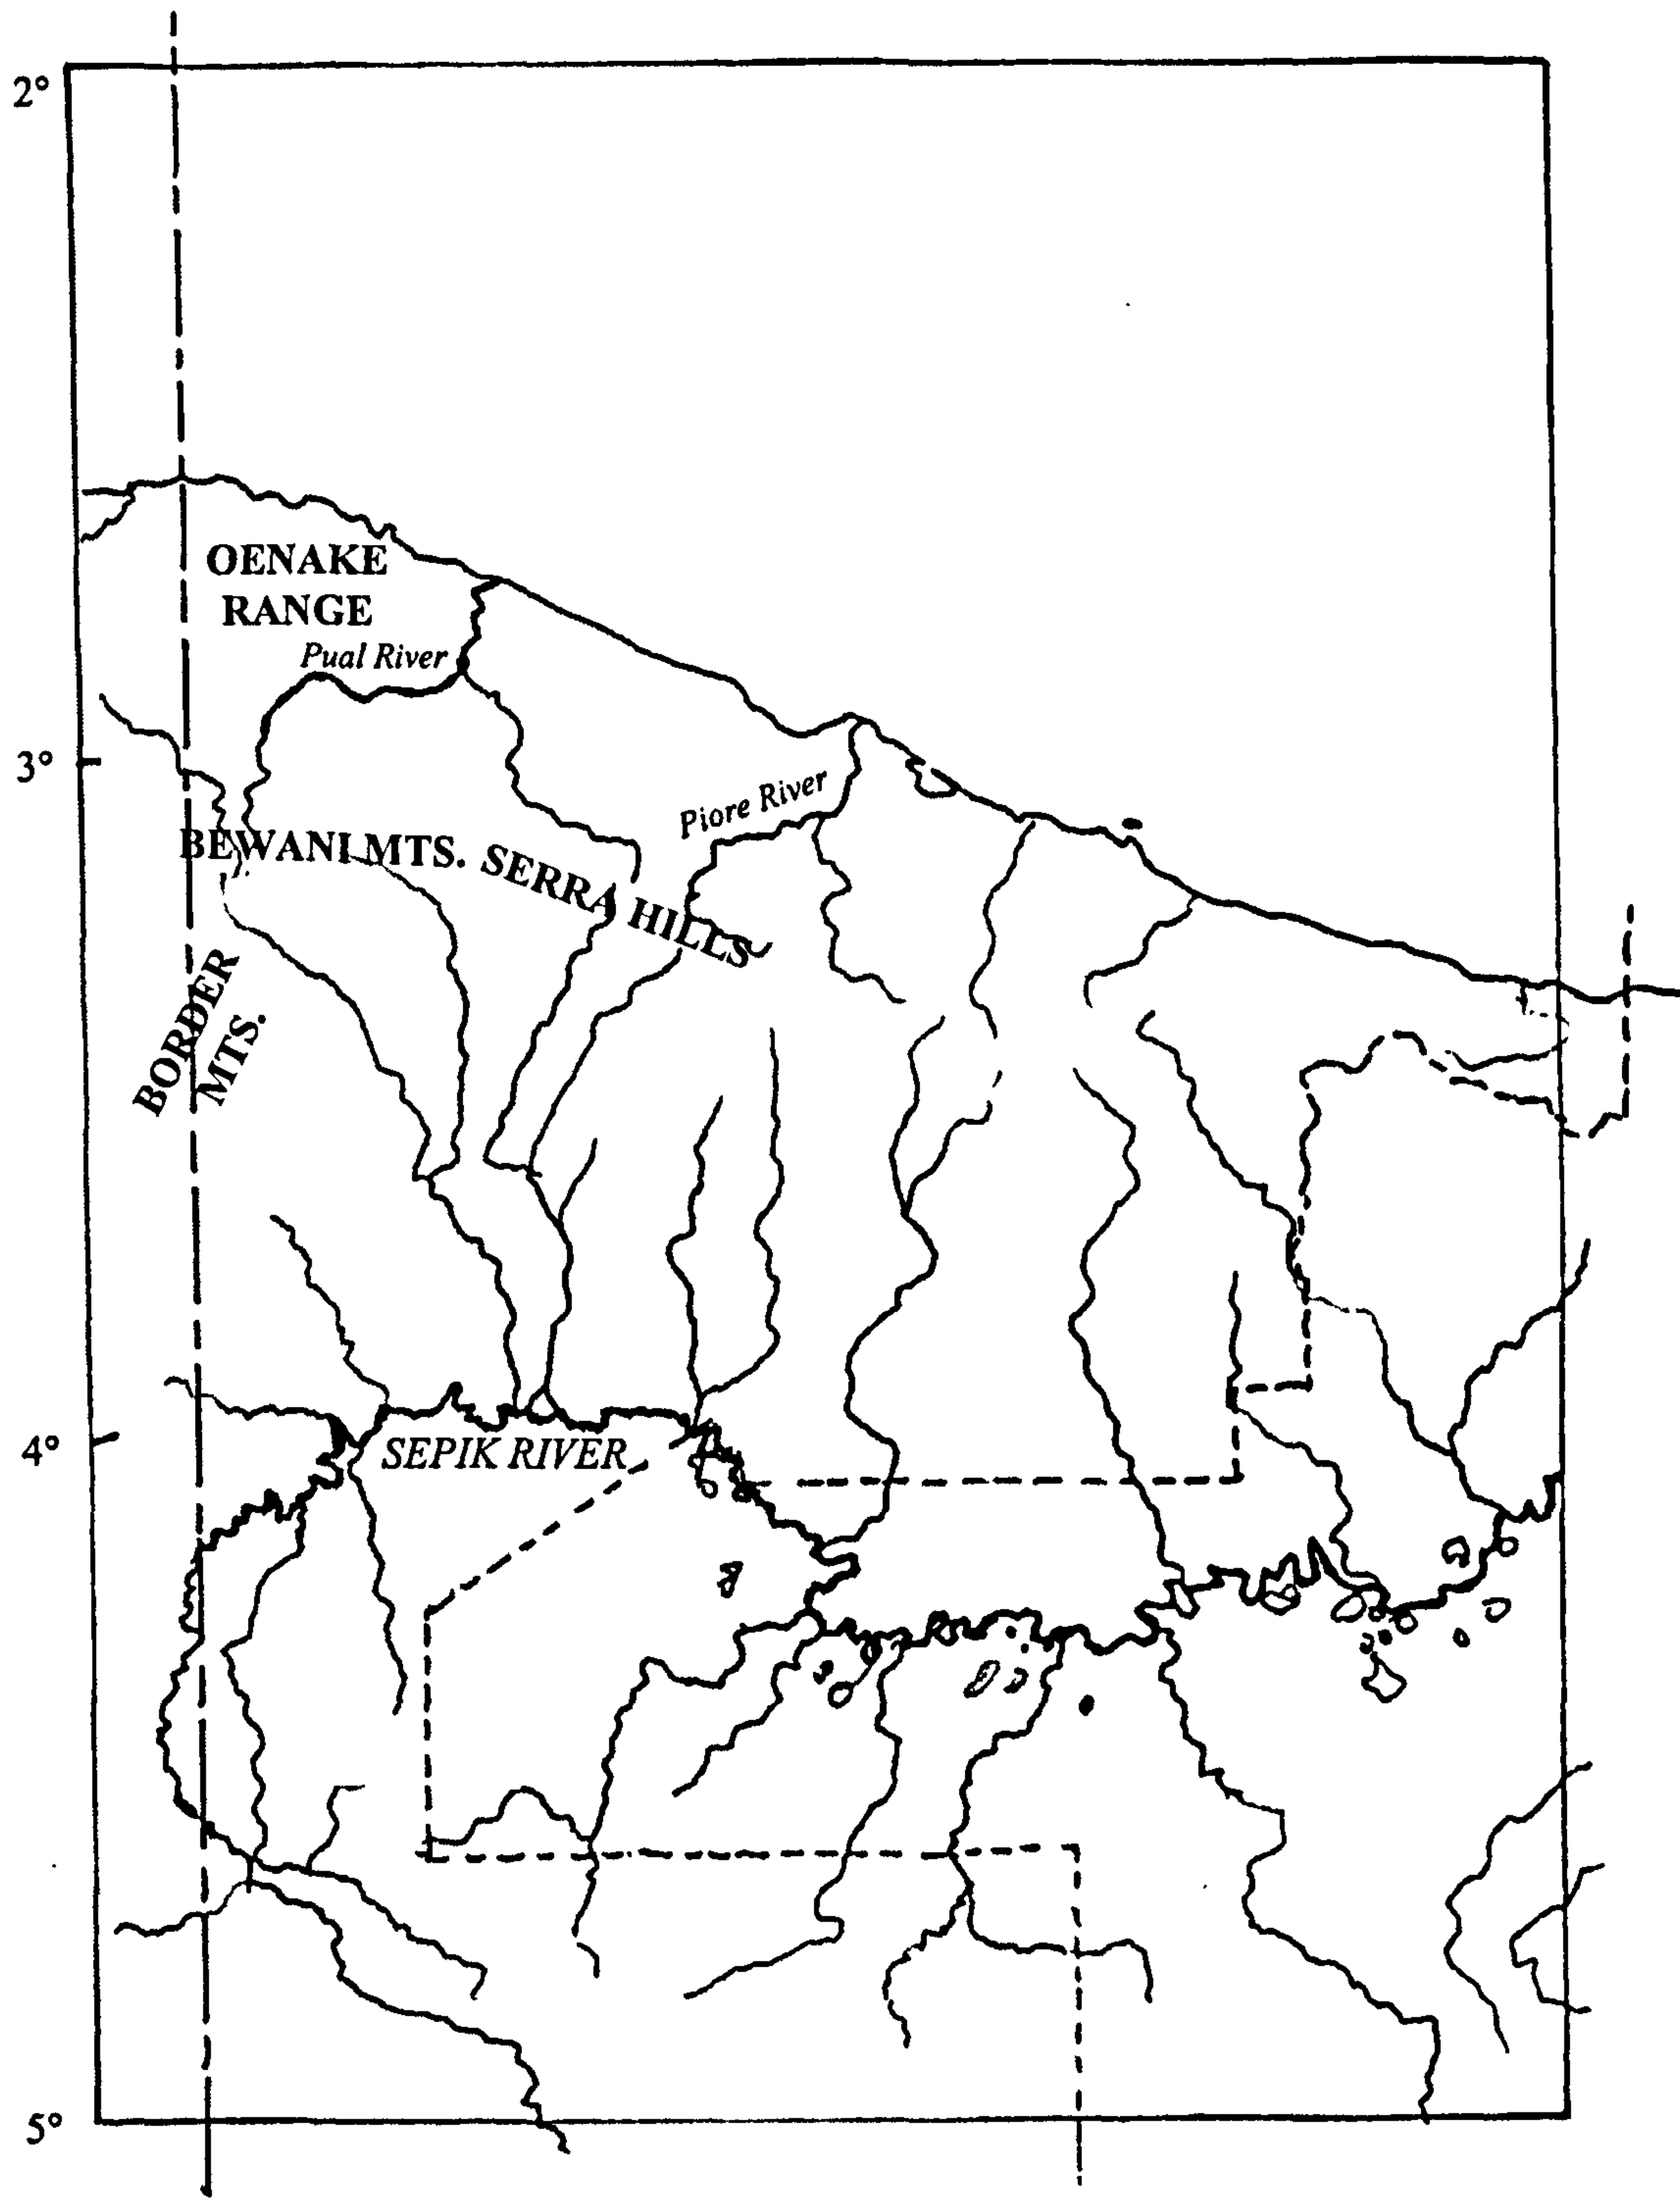 2°
OENAKE
RANGE
Pual River
3°
Piore River
BEWANI MTS. SERRA HILLS
BORDER
MTS.
4°
SEPIK RIVER
5°